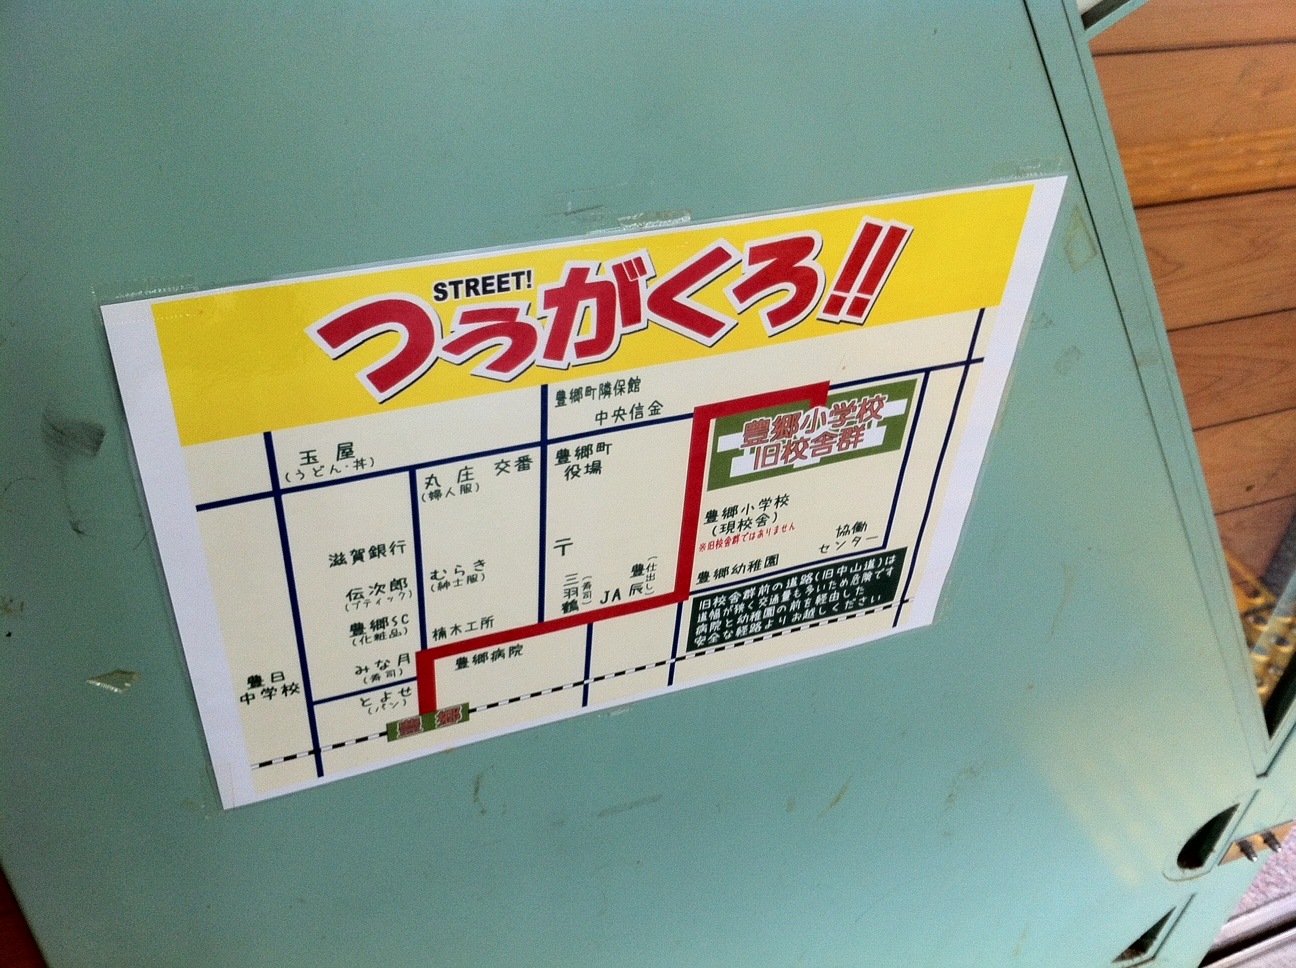 STREET!
つうがくろ!!
豊郷町隣保館
中央信金
玉屋
(うどん・丼)
丸庄
(婦人服)
交番
豊郷町
役場
豊郷小学校
旧校舎群
豊郷小学校
(現校舎)
※旧校舎群ではありません
協働
センター
豊郷幼稚園
滋賀銀行
伝次郎
(ブティック)
豊郷SC
(化粧品)
みな月
(寿司)
とよせ
(パン)
むらき
(紳士服)
楠木工所
〒
三羽鶴
(寿司)
JA
豊辰
(仕出し)
豊郷病院
豊日
中学校
豊郷
旧校舎群前の道路(旧中山道)は
道幅が狭く交通量も多いため危険です
病院と幼稚園の前を経由した
安全な経路よりお越しください